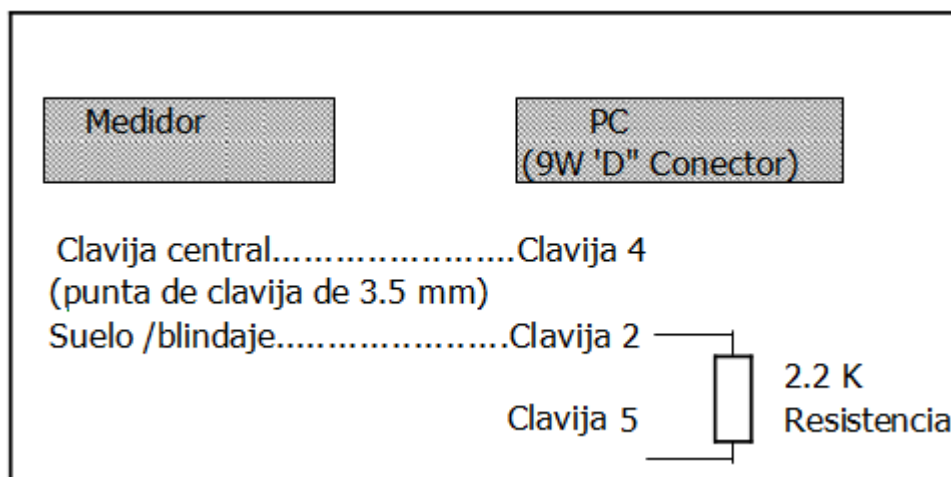 Medidor
PC
(9W 'D" Conector)
Clavija central.......................Clavija 4
(punta de clavija de 3.5 mm)
Suelo /blindaje.......................Clavija 2
2.2 K
Clavija 5
Resistencia